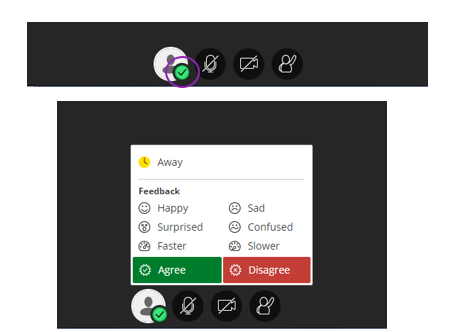 Away
Feedback
Happy Sad
Surprised Confused
Faster Slower
Agree Disagree